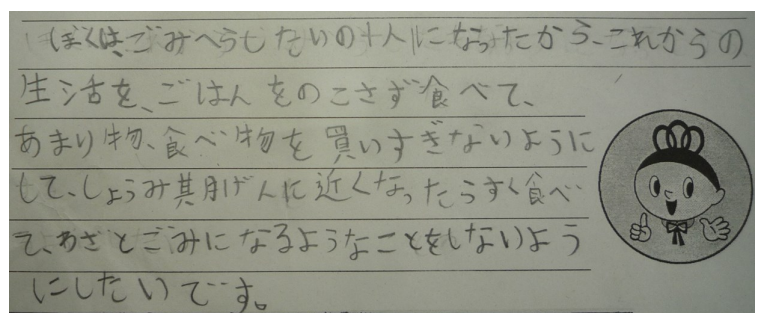 ぼくは、ごみへらしたいの十人になったから、これからの
生活を、ごはんをのこさず食べて、
あまり物、食べ物を買いすぎないように
して、しょうみ期げんに近くなったらすぐ食べ
て、わざとごみになるようなことをしないよう
にしたいです。